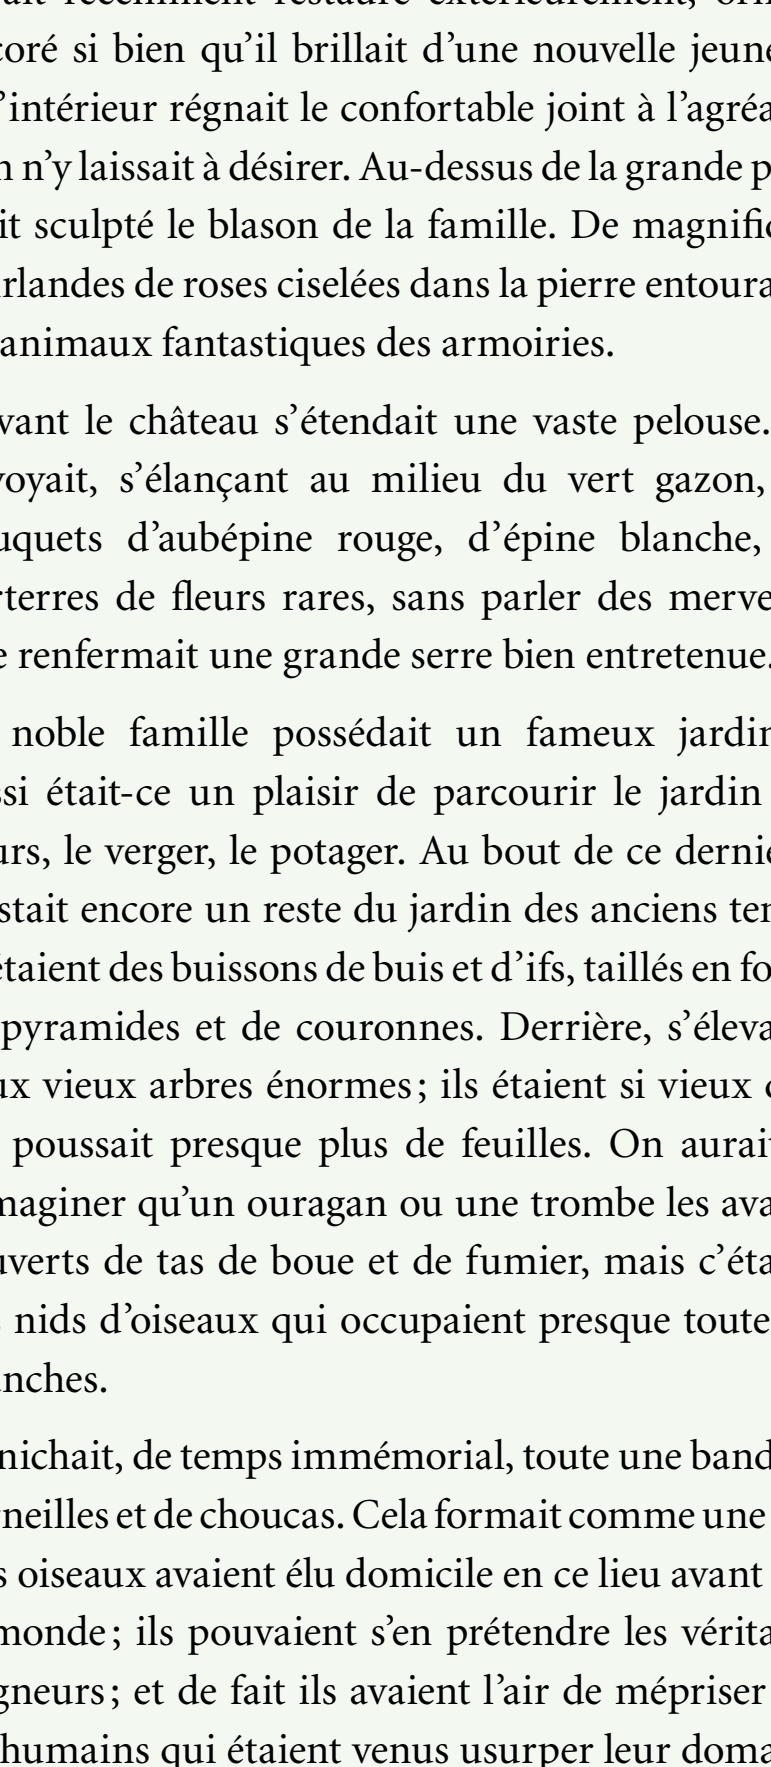 ait récemment restauré extérieurement, orn
coré si bien qu’il brillait d’une nouvelle jeune
’intérieur régnait le confortable joint à l’agréa
n n’y laissait à désirer. Au-dessus de la grande p
it sculpté le blason de la famille. De magnific
rlandes de roses ciselées dans la pierre entoura
animaux fantastiques des armoiries.
vant le château s’étendait une vaste pelouse.
voyait, s’élançant au milieu du vert gazon,
uquets d’aubépine rouge, d’épine blanche,
rterres de fleurs rares, sans parler des merve
e renfermait une grande serre bien entretenue.
noble famille possédait un fameux jardin
ssi était-ce un plaisir de parcourir le jardin
urs, le verger, le potager. Au bout de ce dernie
stait encore un reste du jardin des anciens ten
étaient des buissons de buis et d’ifs, taillés en fo
pyramides et de couronnes. Derrière, s’éleva
ux vieux arbres énormes ; ils étaient si vieux q
poussait presque plus de feuilles. On aurait
maginer qu’un ouragan ou une trombe les ava
uverts de tas de boue et de fumier, mais c’éta
s nids d’oiseaux qui occupaient presque toute
anches.
nichait, de temps immémorial, toute une band
rneilles et de choucas. Cela formait comme une
s oiseaux avaient élu domicile en ce lieu avant
monde ; ils pouvaient s’en prétendre les vérita
gneurs ; et de fait ils avaient l’air de mépriser
humains qui étaient venus usurper leur doma